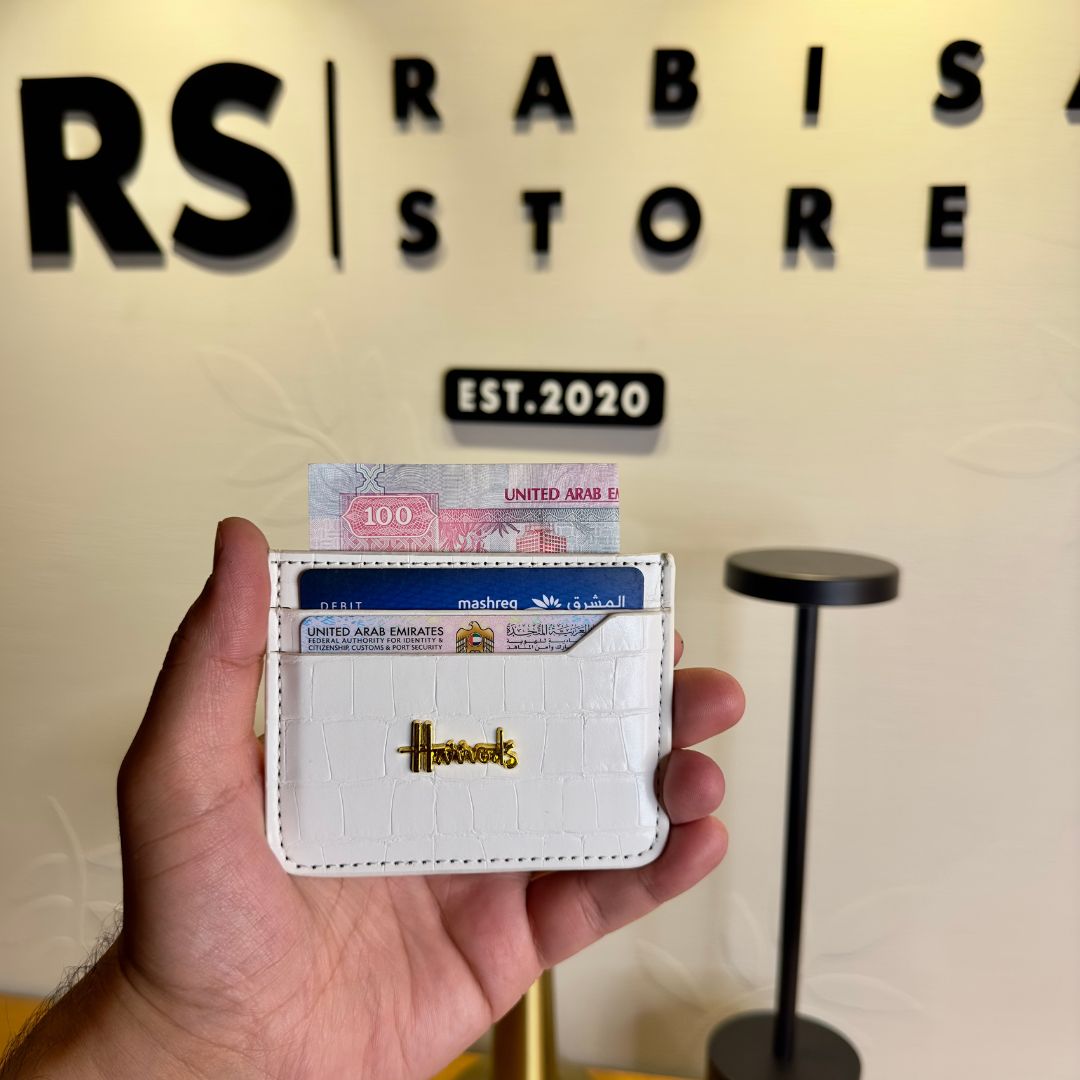 RS
RABISA
STORE
EST.2020
UNITED ARAB E
100
DEBIT
mashreq المشرق
UNITED ARAB EMIRATES
FEDERAL AUTHORITY FOR IDENTITY &
CITIZENSHIP, CUSTOMS & PORT SECURITY
Harrods